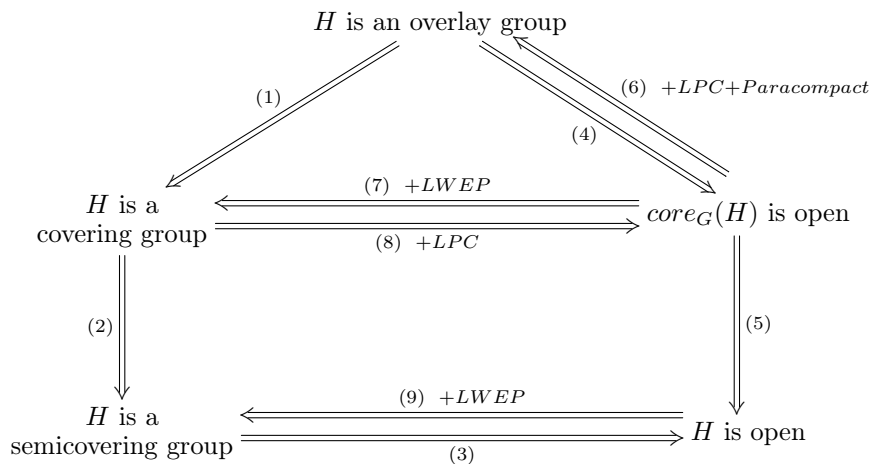 H is an overlay group
(1)
(4)
(6) +LPC+Paracompact
(7) +LWEP
H is a
covering group
core_G(H) is open
(8) +LPC
(2)
(5)
(9) +LWEP
H is a
semicovering group
H is open
(3)